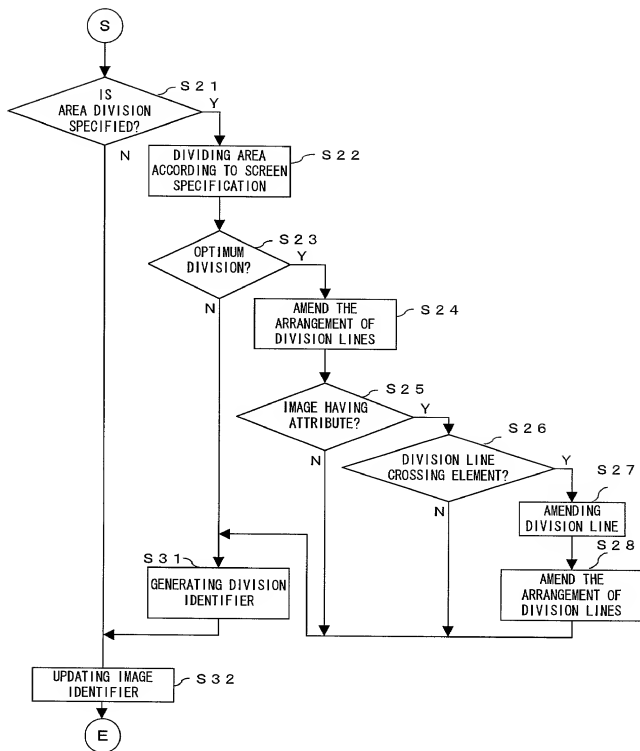 S
S21
IS
AREA DIVISION
SPECIFIED?
Y
N
S22
DIVIDING AREA
ACCORDING TO SCREEN
SPECIFICATION
S23
OPTIMUM
DIVISION?
Y
N
S24
AMEND THE
ARRANGEMENT OF
DIVISION LINES
S25
IMAGE HAVING
ATTRIBUTE?
Y
N
S26
DIVISION LINE
CROSSING ELEMENT?
Y
N
S27
AMENDING
DIVISION LINE
S28
AMEND THE
ARRANGEMENT OF
DIVISION LINES
S31
GENERATING DIVISION
IDENTIFIER
S32
UPDATING IMAGE
IDENTIFIER
E